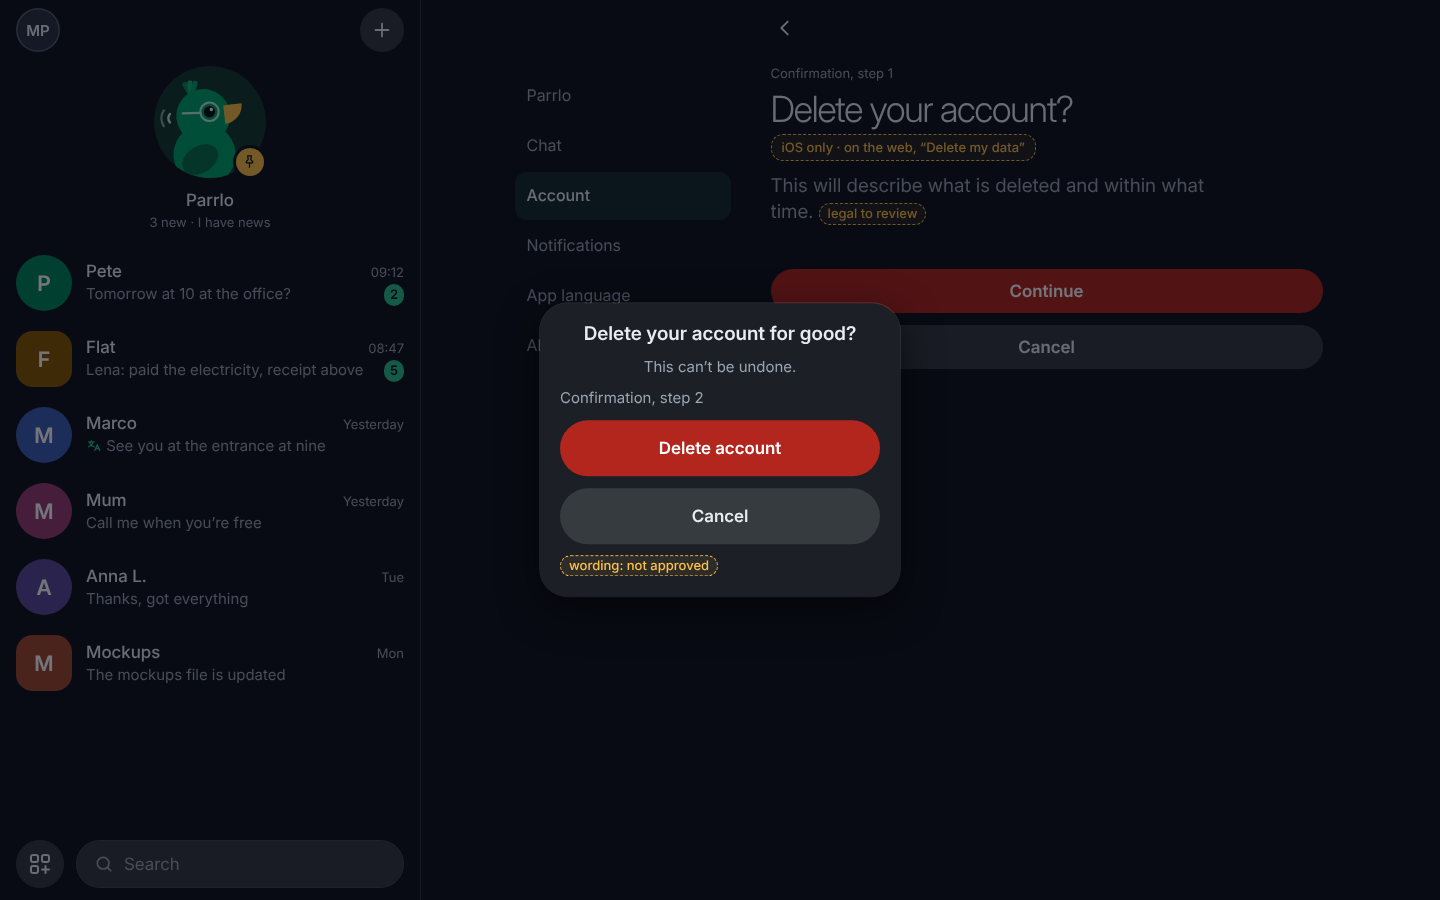 MP
Parrlo
3 new · I have news
Pete
09:12
Tomorrow at 10 at the office?
2
F
Flat
08:47
Lena: paid the electricity, receipt above
5
P
M
Marco
Yesterday
See you at the entrance at nine
M
Mum
Yesterday
Call me when you’re free
A
Anna L.
Tue
Thanks, got everything
M
Mockups
Mon
The mockups file is updated
Search
Parrlo
Chat
Account
Notifications
App language
Confirmation, step 1
Delete your account?
iOS only · on the web, “Delete my data”
This will describe what is deleted and within what
time. legal to review
Continue
Cancel
Delete your account for good?
This can’t be undone.
Confirmation, step 2
Delete account
Cancel
wording: not approved